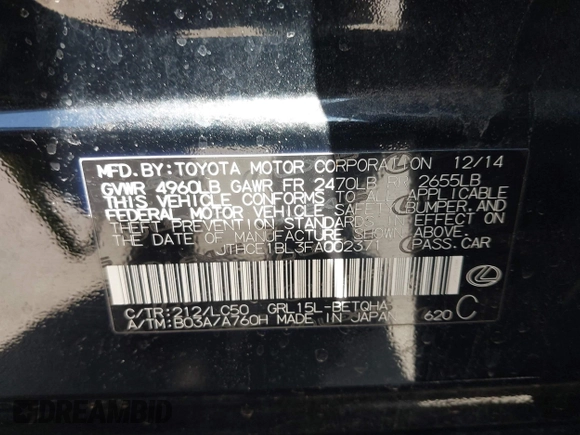 MFD. BY: TOYOTA MOTOR CORPORATION 12/14
GVWR 4960LB GAWR FR 2470LB RR 2655LB
THIS VEHICLE CONFORMS TO ALL APPLICABLE
FEDERAL MOTOR VEHICLE SAFETY, BUMPER, AND
THEFT PREVENTION STANDARDS IN EFFECT ON
THE DATE OF MANUFACTURE SHOWN ABOVE.
JTHCE1BL3FA002371 PASS. CAR
C/TR:212/LC50 GRL15L-BETQHA
A/TM:B03A/A760H MADE IN JAPAN 620 C
DREAMBID